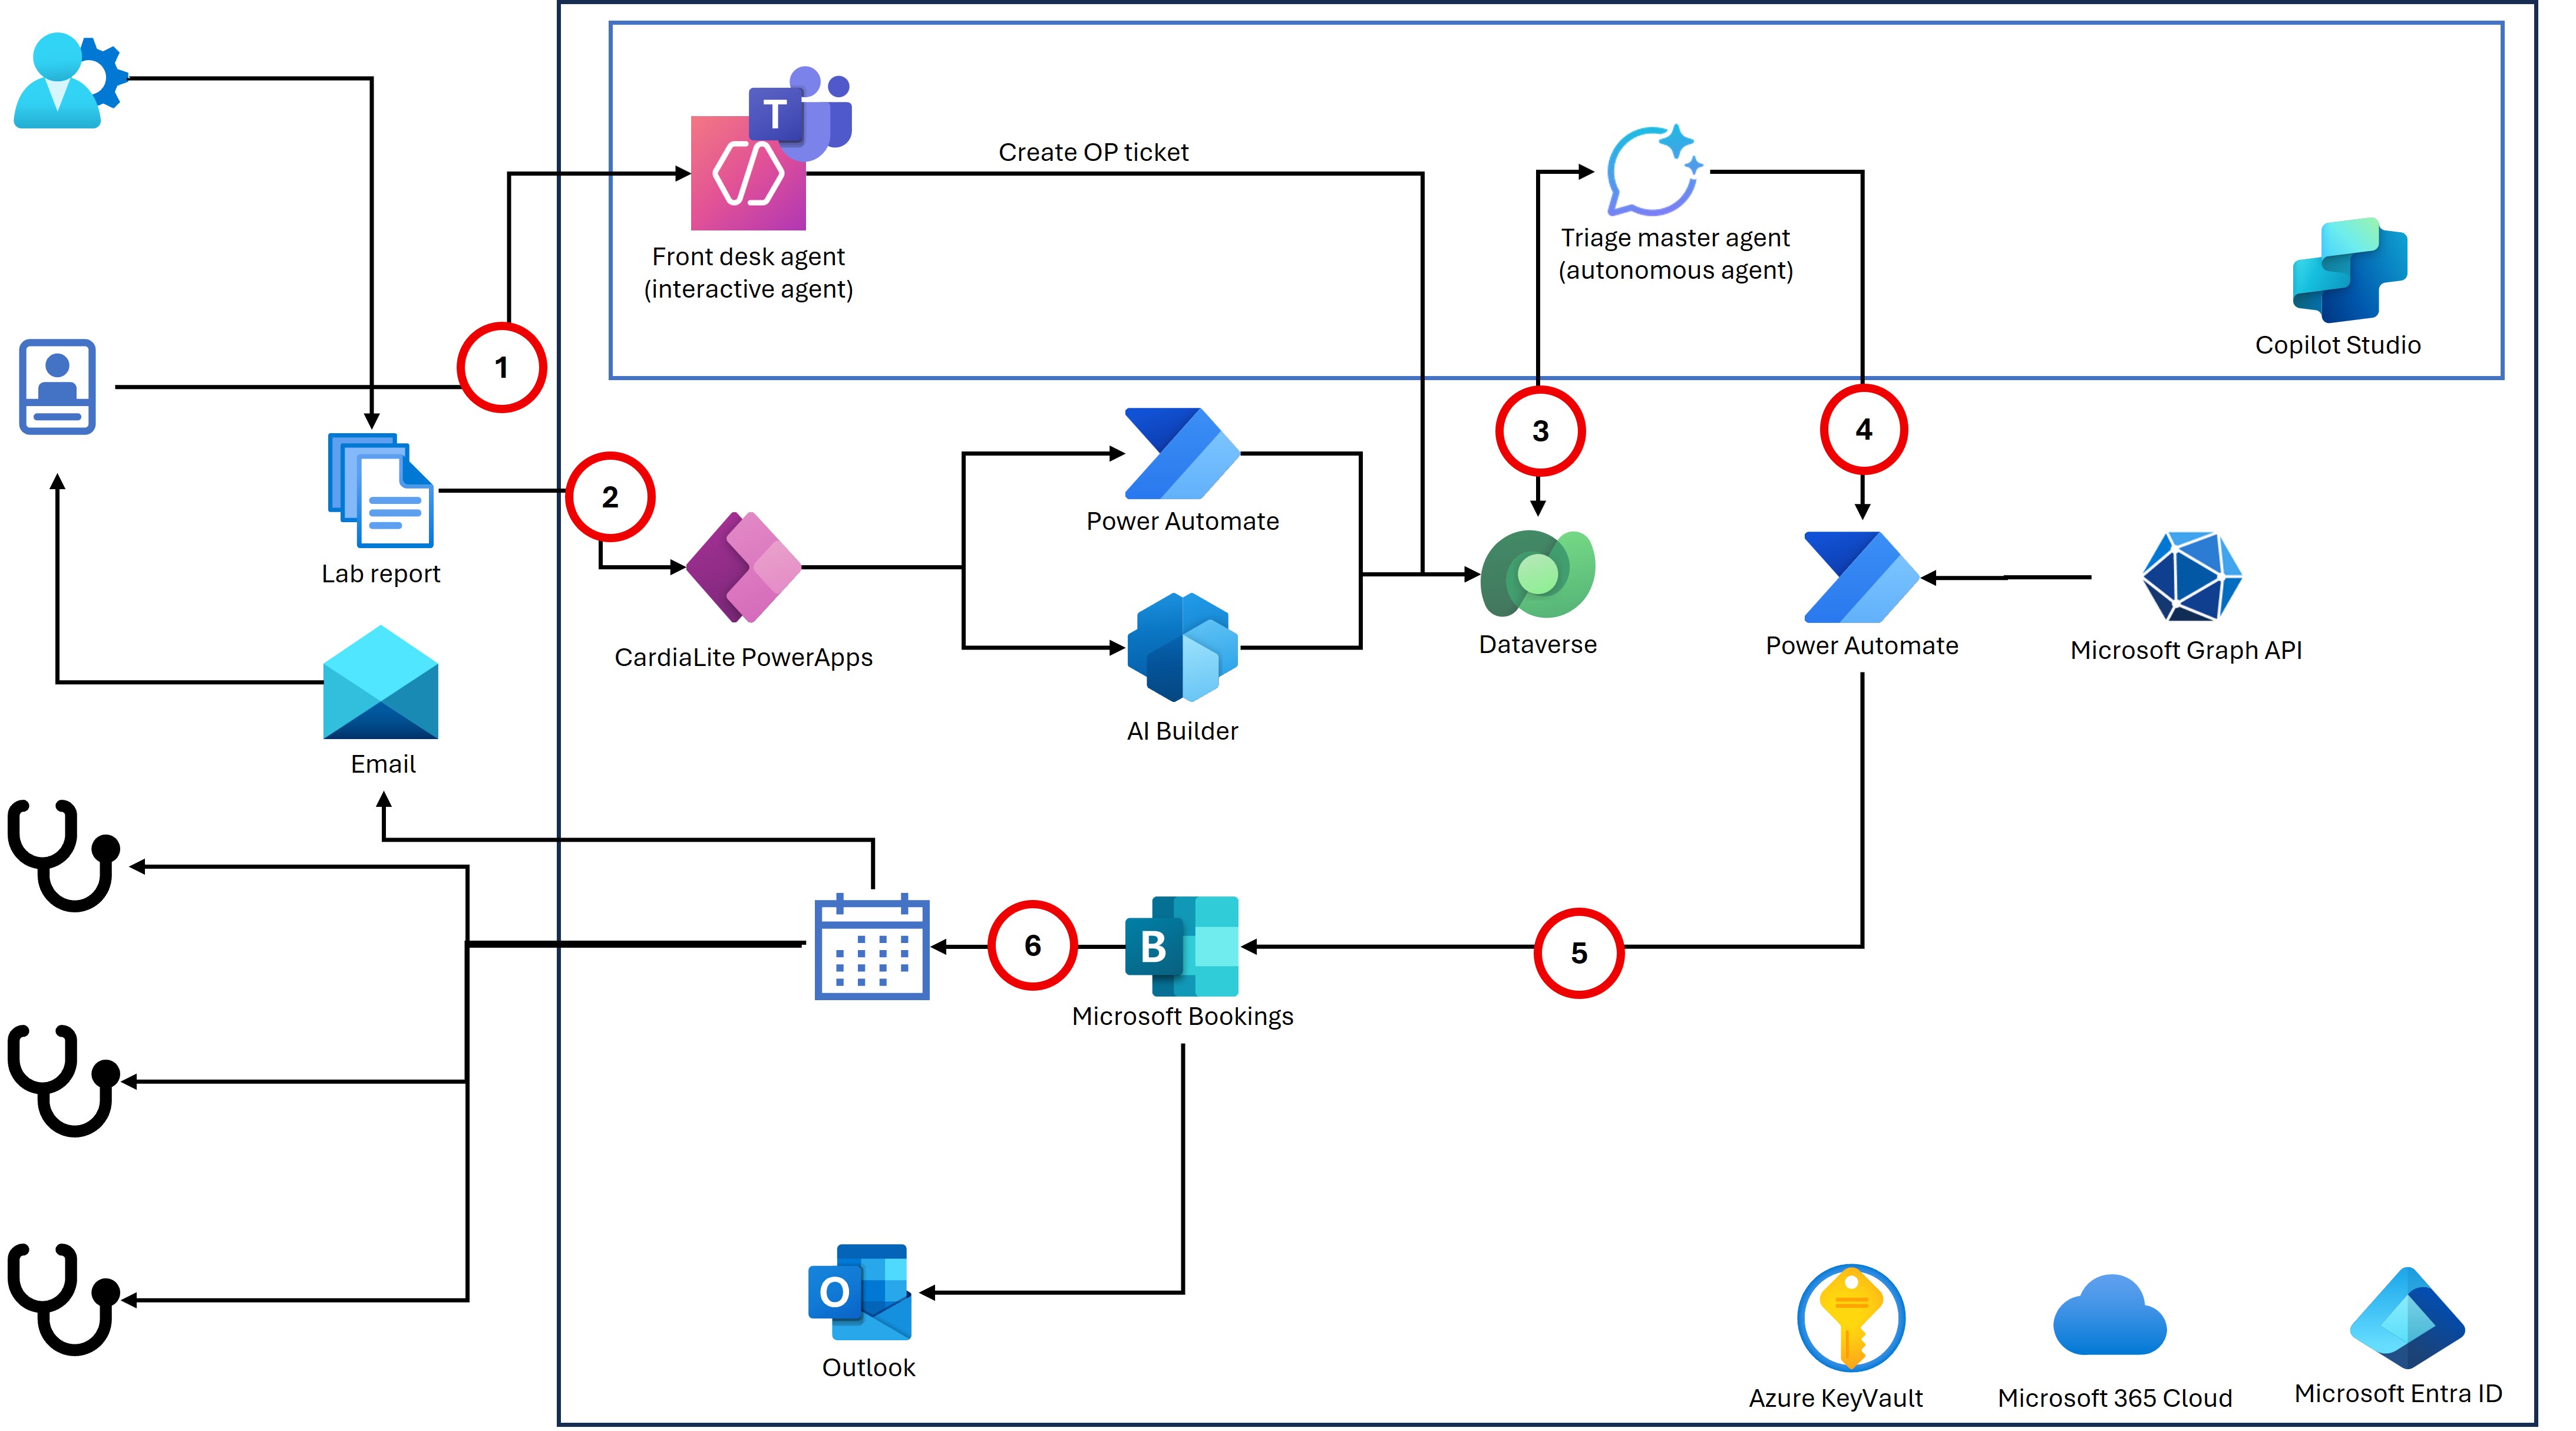 T
Create OP ticket
Front desk agent
(interactive agent)
Triage master agent
(autonomous agent)
Copilot Studio
1
2
3
4
Lab report
Power Automate
CardiaLite PowerApps
AI Builder
Dataverse
Power Automate
Microsoft Graph API
Email
6
B
5
Microsoft Bookings
O
Outlook
Azure KeyVault
Microsoft 365 Cloud
Microsoft Entra ID